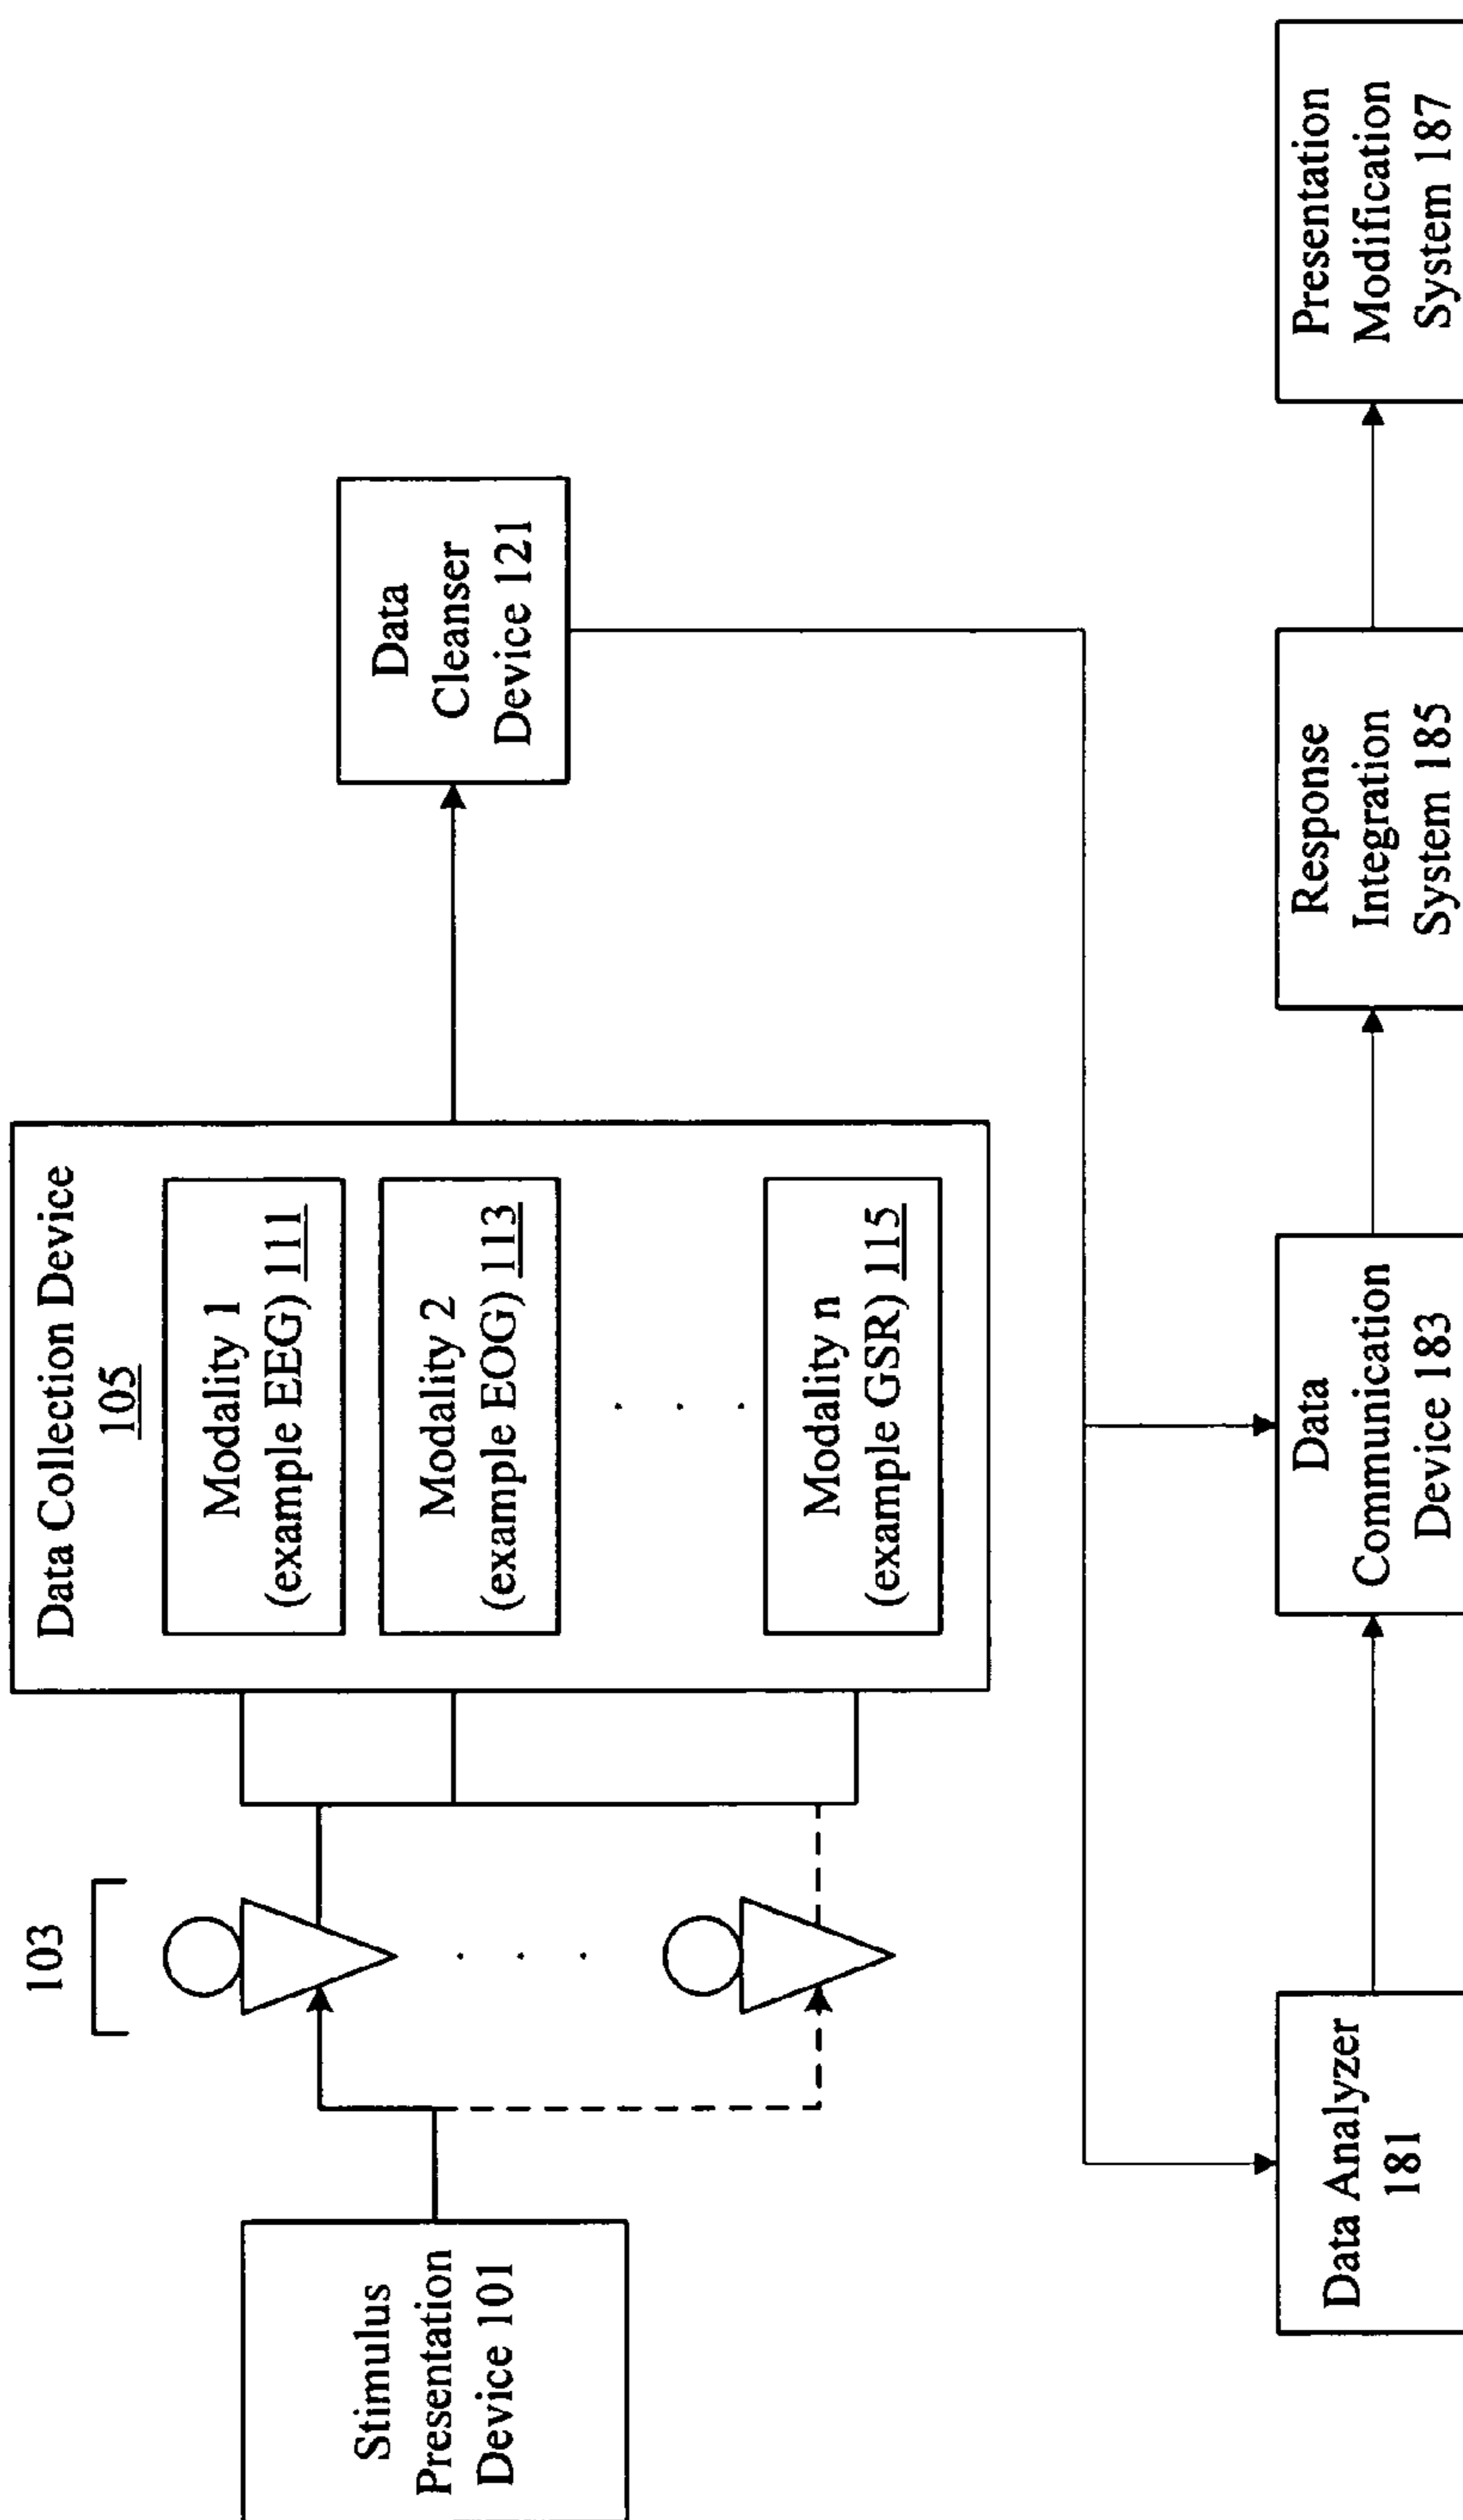 103
Stimulus
Presentation
Device 101
Data Collection Device
105
Modality 1
(example EEG) 111
Modality 2
(example EOG) 113
Modality n
(example GSR) 115
Data
Cleanser
Device 121
Data Analyzer
181
Data
Communication
Device 183
Response
Integration
System 185
Presentation
Modification
System 187